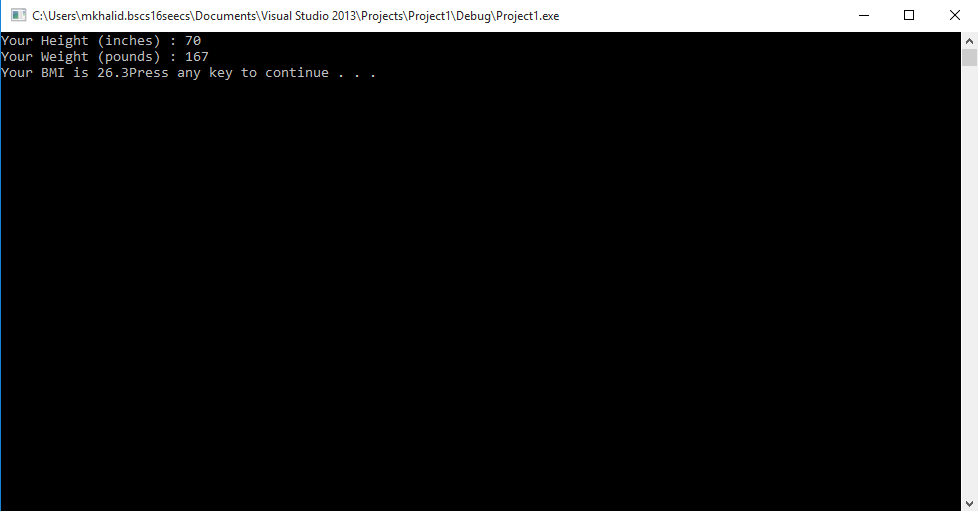 C:\Users\mkhalid.bscs16seecs\Documents\Visual Studio 2013\Projects\Project1\Debug\Project1.exe
Your Height (inches) : 70
Your Weight (pounds) : 167
Your BMI is 26.3Press any key to continue . . .